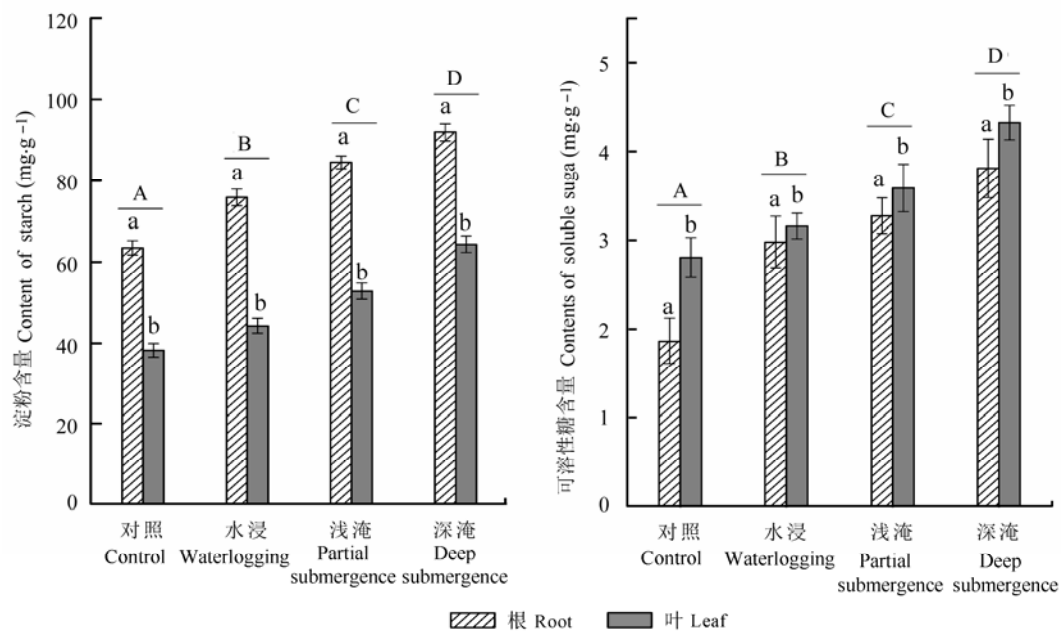 淀粉含量 Content of starch (mg·g⁻¹)
120
100
80
60
40
20
0
A
a
b
B
a
b
C
a
b
D
a
b
对照
Control
水浸
Waterlogging
浅淹
Partial
submergence
深淹
Deep
submergence
可溶性糖含量 Contents of soluble suga (mg·g⁻¹)
5
4
3
2
1
0
A
a
b
B
a
b
C
a
b
D
a
b
对照
Control
水浸
Waterlogging
浅淹
Partial
submergence
深淹
Deep
submergence
根 Root
叶 Leaf